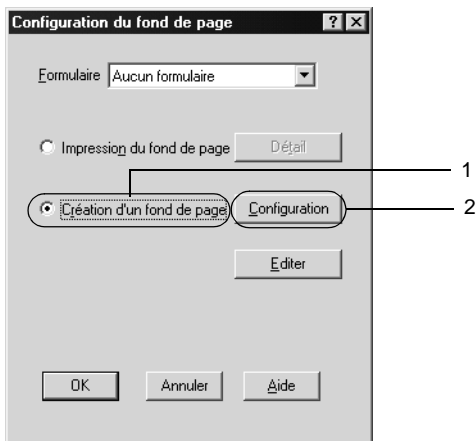 Configuration du fond de page
Formulaire Aucun formulaire
Impression du fond de page Détail
1
Création d'un fond de page Configuration
2
Editer
OK Annuler Aide